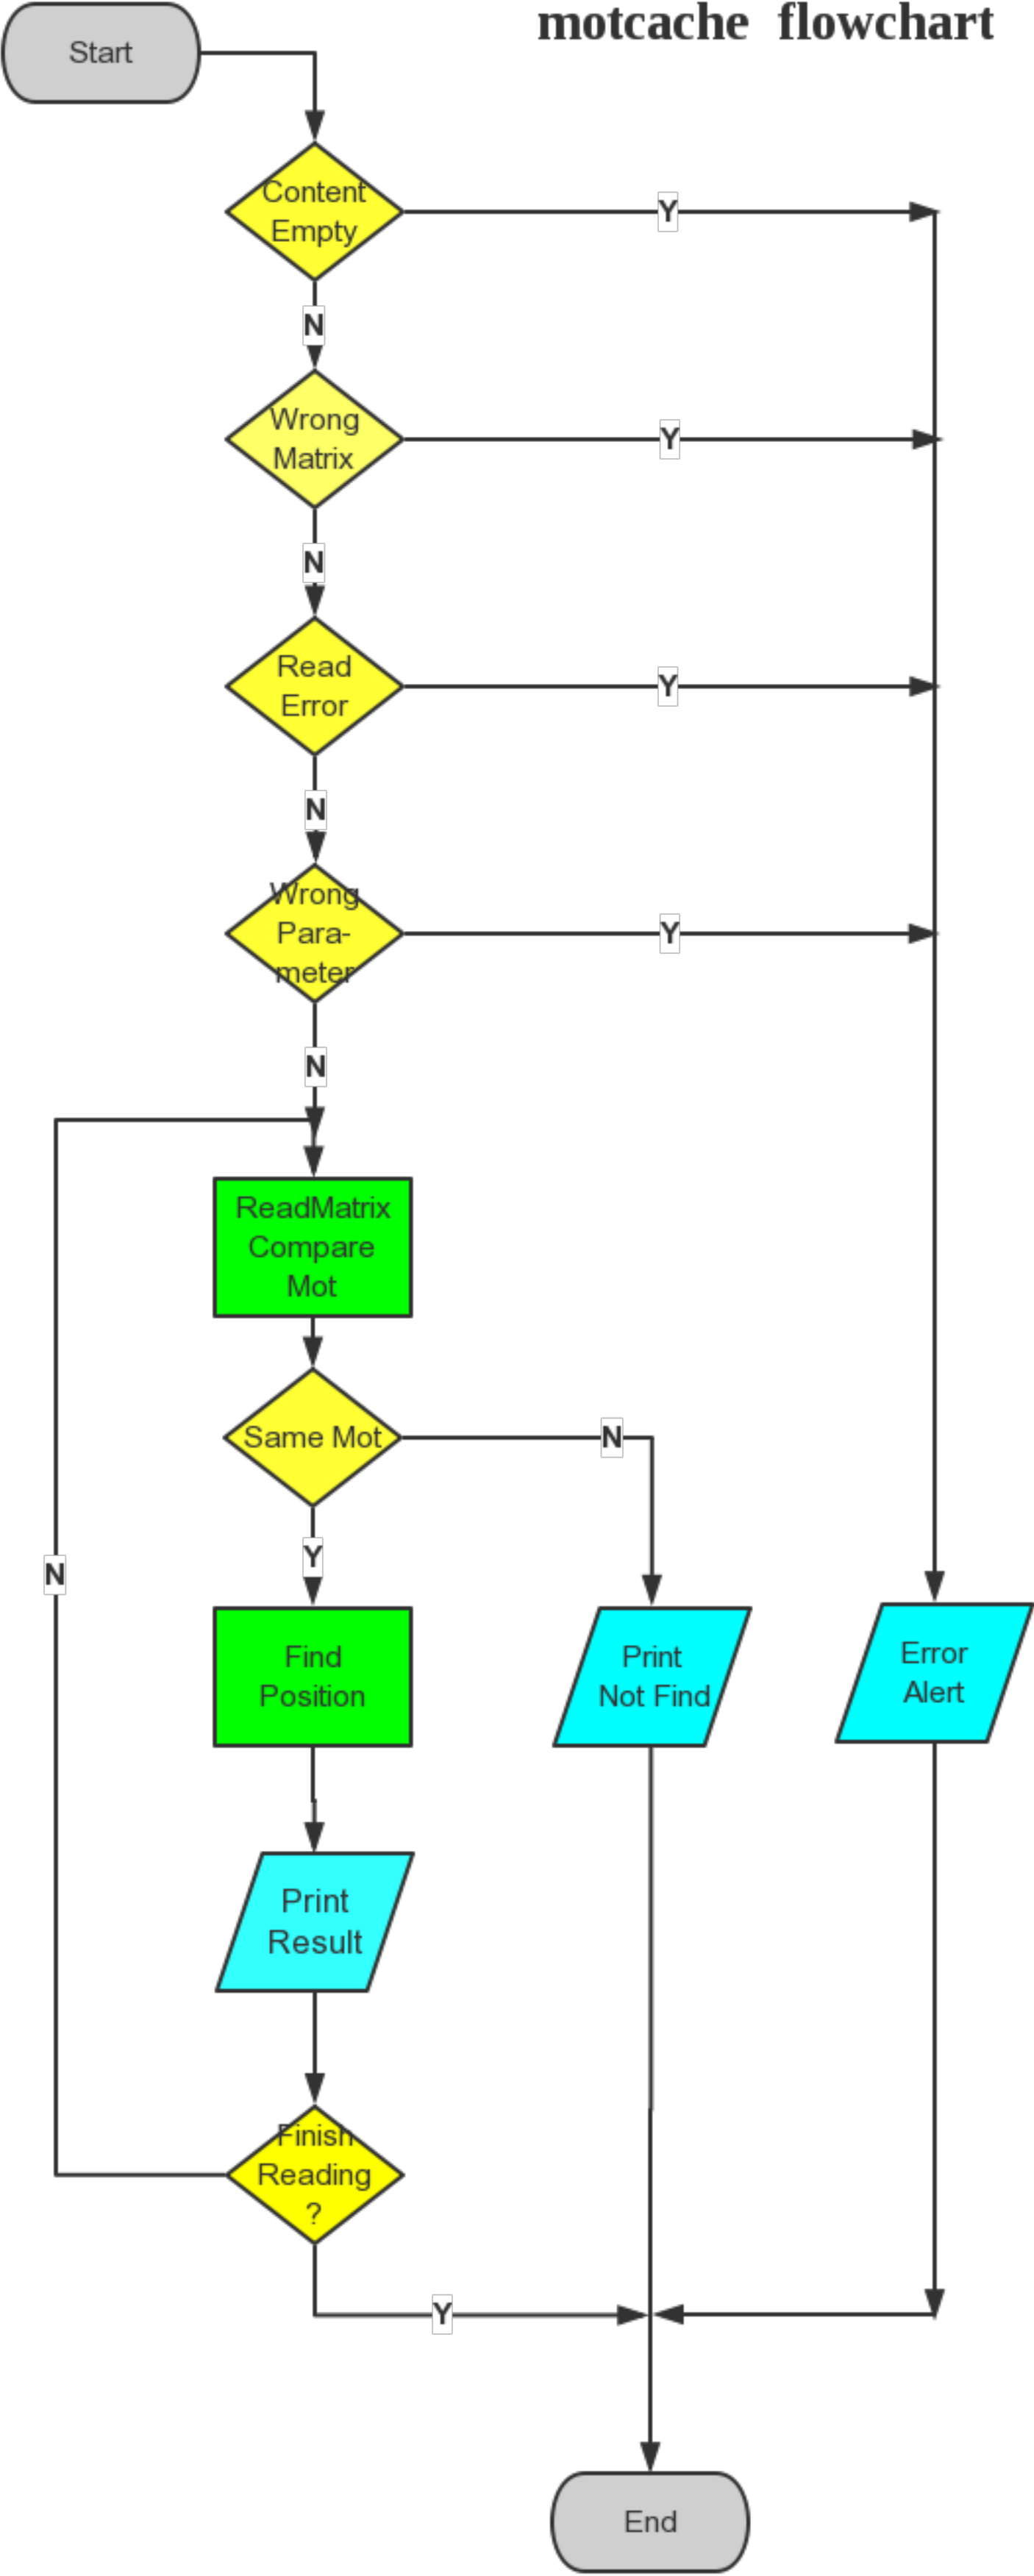 motcache flowchart
Start
Content
Empty
Y
N
Wrong
Matrix
Y
N
Read
Error
Y
N
Wrong
Para-
meter
Y
N
ReadMatrix
Compare
Mot
Same Mot
N
Y
N
Find
Position
Print
Not Find
Error
Alert
Print
Result
Finish
Reading
?
Y
End